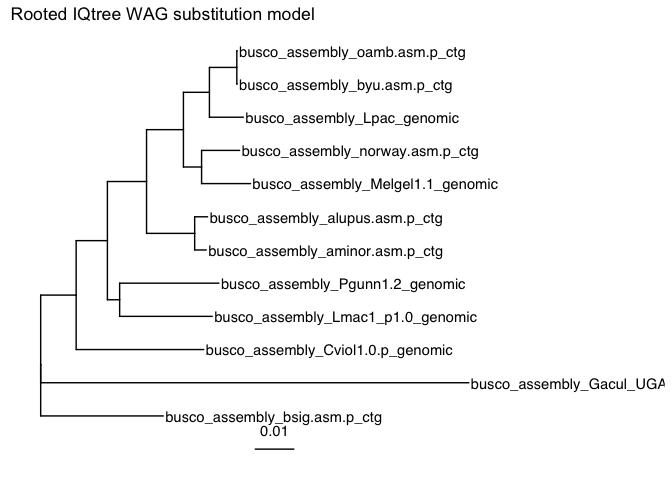 Rooted IQtree WAG substitution model
busco_assembly_oamb.asm.p_ctg
busco_assembly_byu.asm.p_ctg
busco_assembly_Lpac_genomic
busco_assembly_norway.asm.p_ctg
busco_assembly_Melgel1.1_genomic
busco_assembly_alupus.asm.p_ctg
busco_assembly_aminor.asm.p_ctg
busco_assembly_Pgunn1.2_genomic
busco_assembly_Lmac1_p1.0_genomic
busco_assembly_Cviol1.0.p_genomic
busco_assembly_Gacul_UGA
busco_assembly_bsig.asm.p_ctg
0.01